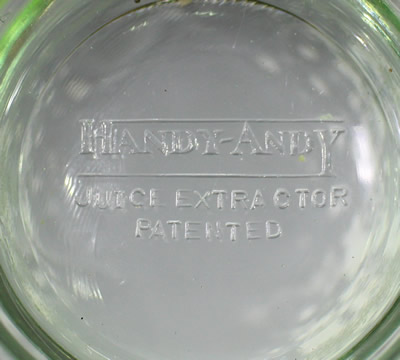 HANDY-ANDY
JUICE EXTRACTOR
PATENTED